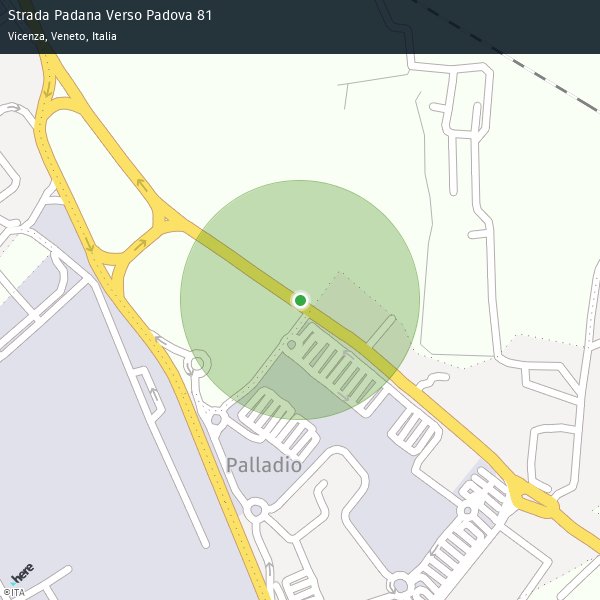 Strada Padana Verso Padova 81
Vicenza, Veneto, Italia
Palladio
here
©ITA